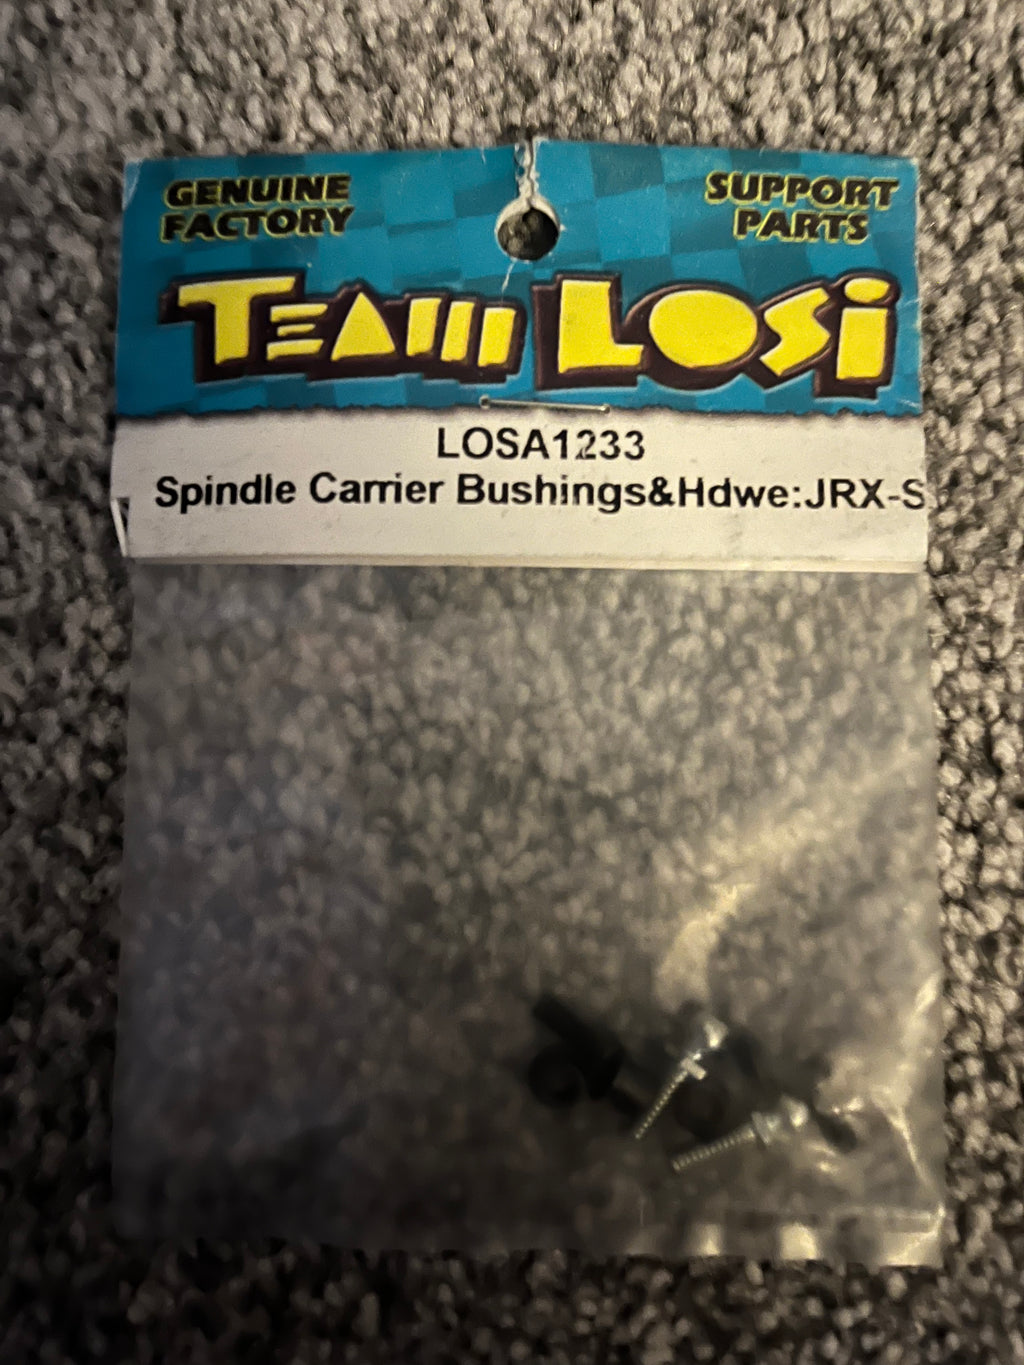 GENUINE
FACTORY
SUPPORT
PARTS
TEAM LOSI
LOSA1233
Spindle Carrier Bushings&Hdwe:JRX-S